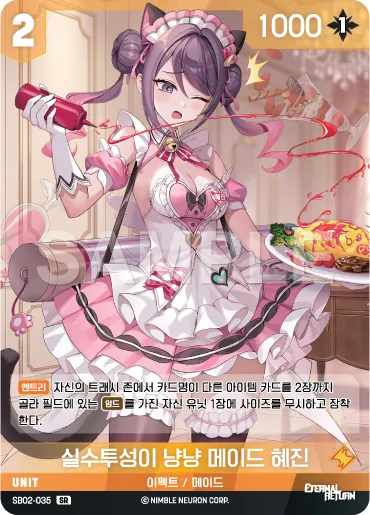 2
1000 1
SAMPLE
엔트리 자신의 트래시 존에서 카드명이 다른 아이템 카드를 2장까지
골라 필드에 있는 암드 를 가진 자신 유닛 1장에 사이즈를 무시하고 장착
한다.
실수투성이 냥냥 메이드 혜진
UNIT 이펙트 / 메이드
SB02-035 SR © NIMBLE NEURON CORP. ETERNAL RETURN